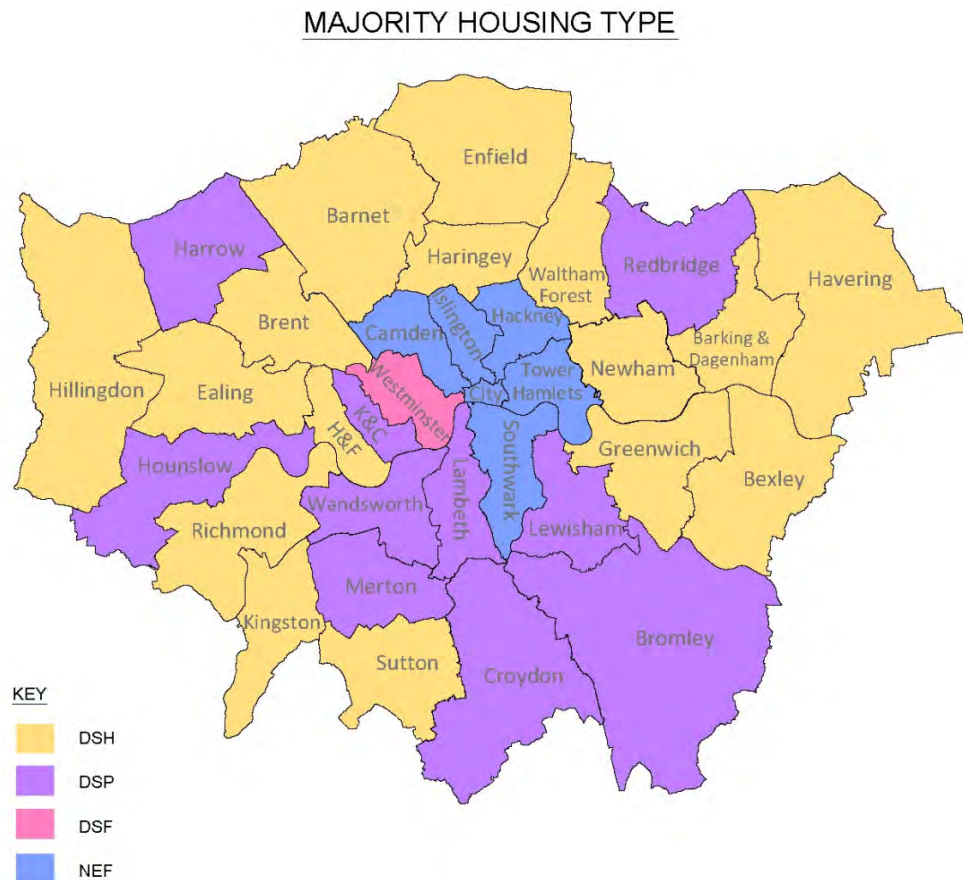 MAJORITY HOUSING TYPE
Enfield
Barnet
Harrow
Haringey
Redbridge
Waltham
Forest
Havering
Brent
Islington
Hackney
Camden
Barking &
Dagenham
Newham
Tower
Hamlets
City
Hillingdon
Ealing
Westminster
K&C
H&F
Hounslow
Southwark
Greenwich
Bexley
Lambeth
Wandsworth
Richmond
Lewisham
Merton
Kingston
Sutton
Croydon
Bromley
KEY
DSH
DSP
DSF
NEF